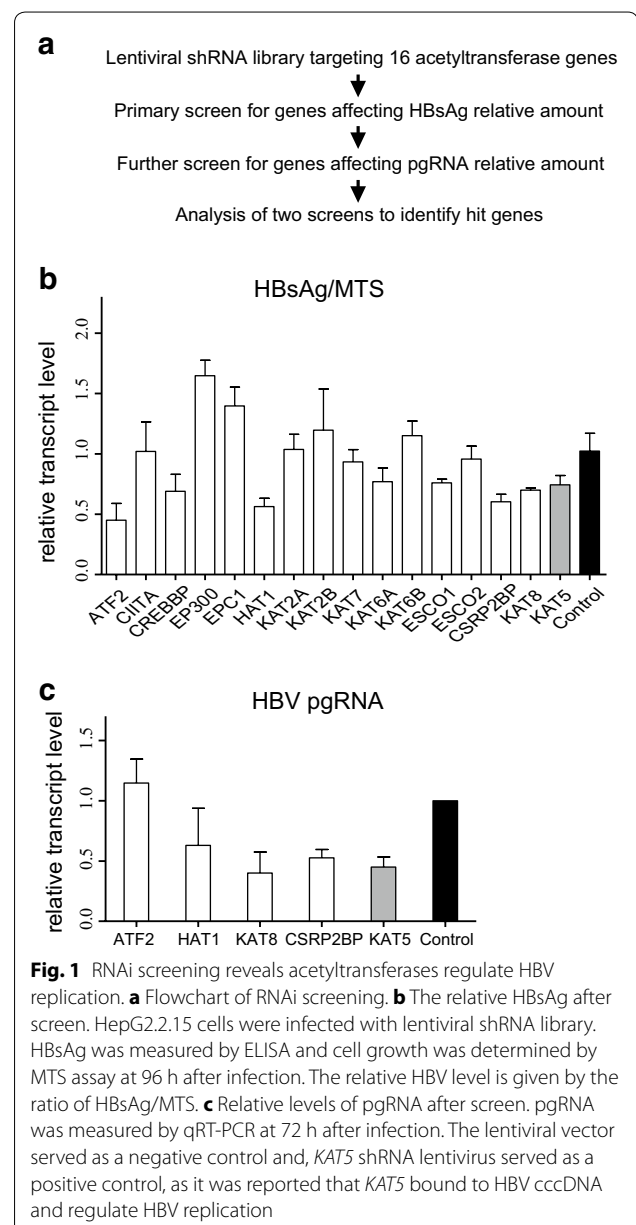 a
Lentiviral shRNA library targeting 16 acetyltransferase genes
Primary screen for genes affecting HBsAg relative amount
Further screen for genes affecting pgRNA relative amount
Analysis of two screens to identify hit genes
b
HBsAg/MTS
relative transcript level
2.0
1.5
1.0
0.5
0.0
ATF2
CIITA
CREBBP
EP300
EPC1
HAT1
KAT2A
KAT2B
KAT7
KAT6A
KAT6B
ESCO1
ESCO2
CSRP2BP
KAT8
KAT5
Control
c
HBV pgRNA
relative transcript level
1.5
1.0
0.5
0.0
ATF2 HAT1 KAT8 CSRP2BP KAT5 Control
Fig. 1 RNAi screening reveals acetyltransferases regulate HBV
replication. a Flowchart of RNAi screening. b The relative HBsAg after
screen. HepG2.2.15 cells were infected with lentiviral shRNA library.
HBsAg was measured by ELISA and cell growth was determined by
MTS assay at 96 h after infection. The relative HBV level is given by the
ratio of HBsAg/MTS. c Relative levels of pgRNA after screen. pgRNA
was measured by qRT-PCR at 72 h after infection. The lentiviral vector
served as a negative control and, KAT5 shRNA lentivirus served as a
positive control, as it was reported that KAT5 bound to HBV cccDNA
and regulate HBV replication